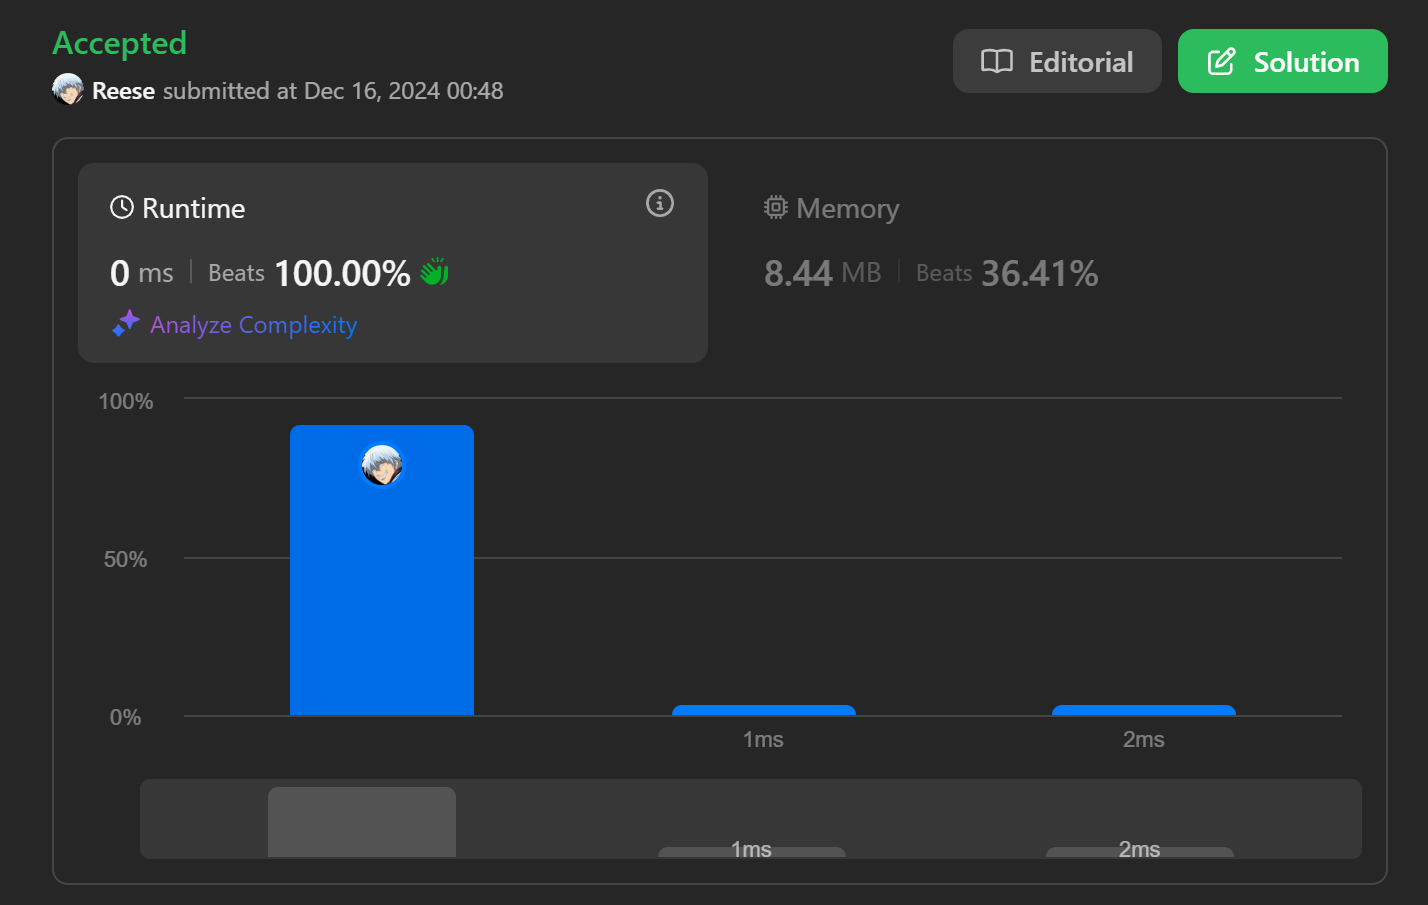 Accepted
Reese submitted at Dec 16, 2024 00:48
Editorial
Solution
Runtime
0 ms | Beats 100.00%
Analyze Complexity
Memory
8.44 MB | Beats 36.41%
100%
50%
0%
1ms
2ms
1ms
2ms